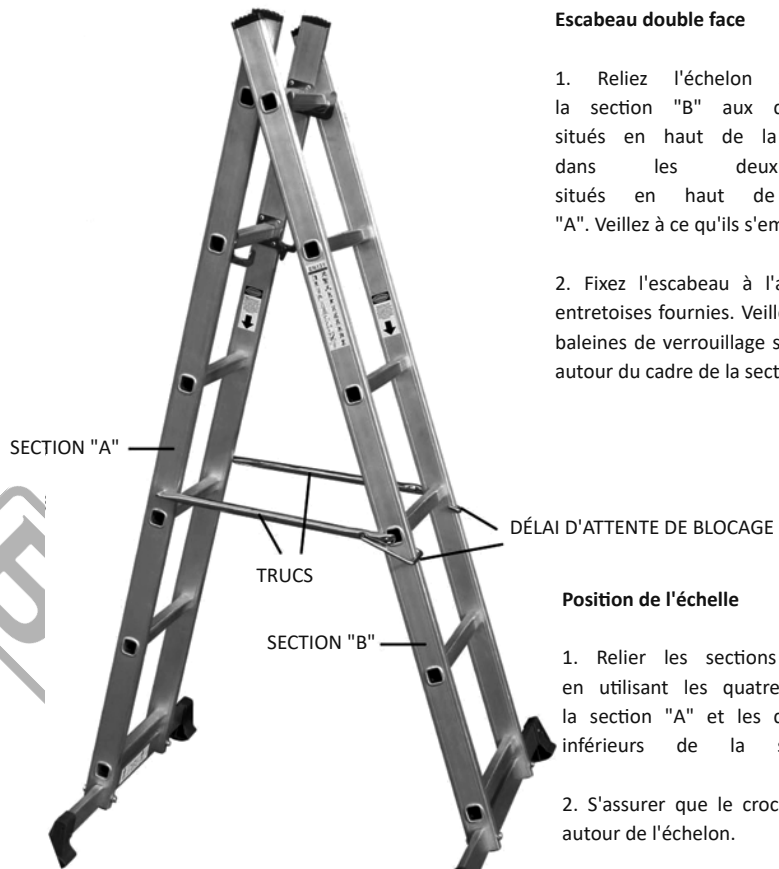 Escabeau double face
1. Reliez l'échelon
la section "B" aux
situés en haut de la
dans les deux
situés en haut de
"A". Veillez à ce qu'ils s'em
2. Fixez l'escabeau à l'a
entretoises fournies. Veill
baleines de verrouillage s
autour du cadre de la sect
SECTION "A"
DÉLAI D'ATTENTE DE BLOCAGE
TRUCS
SECTION "B"
Position de l'échelle
1. Relier les sections
en utilisant les quatre
la section "A" et les
inférieurs de la s
2. S'assurer que le croc
autour de l'échelon.